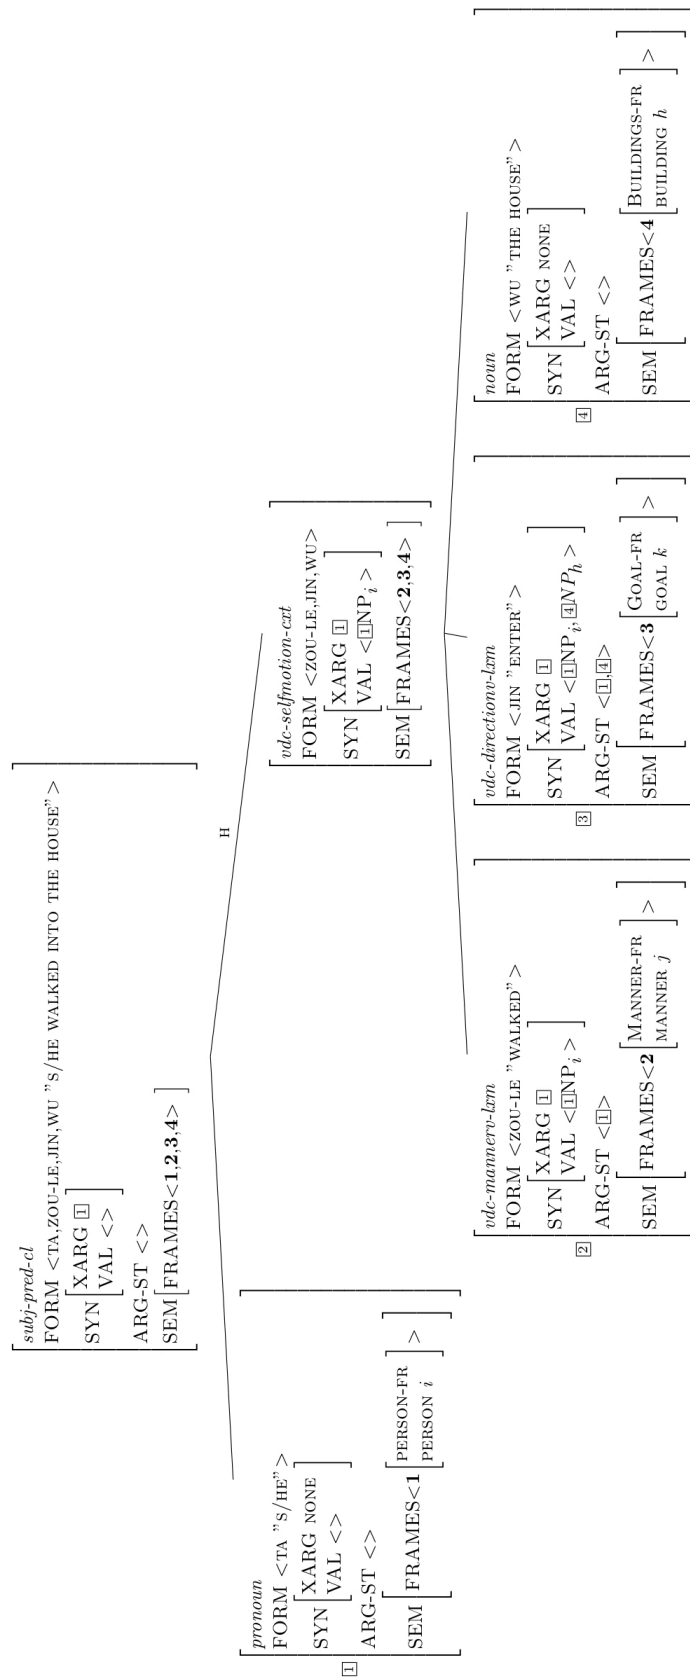 subj-pred-cl
FORM <TA,ZOU-LE,JIN,WU ”S/HE WALKED INTO THE HOUSE”>
SYN [XARG 1
VAL <>]
ARG-ST <>
SEM [FRAMES<1,2,3,4>]
H
1 pronoun
FORM <TA ”S/HE”>
SYN [XARG NONE
VAL <>]
ARG-ST <>
SEM [FRAMES<1 [PERSON-FR
PERSON i] >]
vdc-selfmotion-cxt
FORM <ZOU-LE,JIN,WU>
SYN [XARG 1
VAL <1NP_i >]
SEM [FRAMES<2,3,4>]
2 vdc-mannerv-lxm
FORM <ZOU-LE ”WALKED”>
SYN [XARG 1
VAL <1NP_i >]
ARG-ST <1>
SEM [FRAMES<2 [MANNER-FR
MANNER j] >]
3 vdc-directionv-lxm
FORM <JIN ”ENTER”>
SYN [XARG 1
VAL <1NP_i, 4NP_h >]
ARG-ST <1,4>
SEM [FRAMES<3 [GOAL-FR
GOAL k] >]
4 noun
FORM <WU ”THE HOUSE”>
SYN [XARG NONE
VAL <>]
ARG-ST <>
SEM [FRAMES<4 [BUILDINGS-FR
BUILDING h] >]